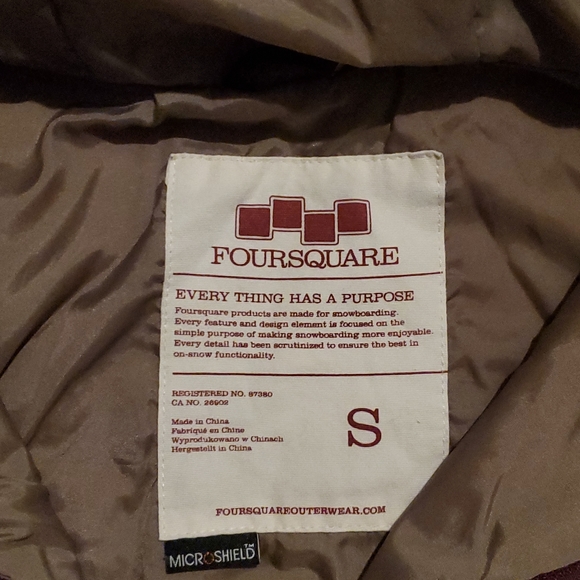 FOURSQUARE
EVERY THING HAS A PURPOSE
Foursquare products are made for snowboarding.
Every feature and design element is focused on the
simple purpose of making snowboarding more enjoyable.
Every detail has been scrutinized to ensure the best in
on-snow functionality.
REGISTERED NO. 97380
CA NO. 26902
Made in China
Fabriqué en Chine
Wyprodukowano w Chinach
Hergestellt in China
S
FOURSQUAREOUTERWEAR.COM
MICROSHIELD™